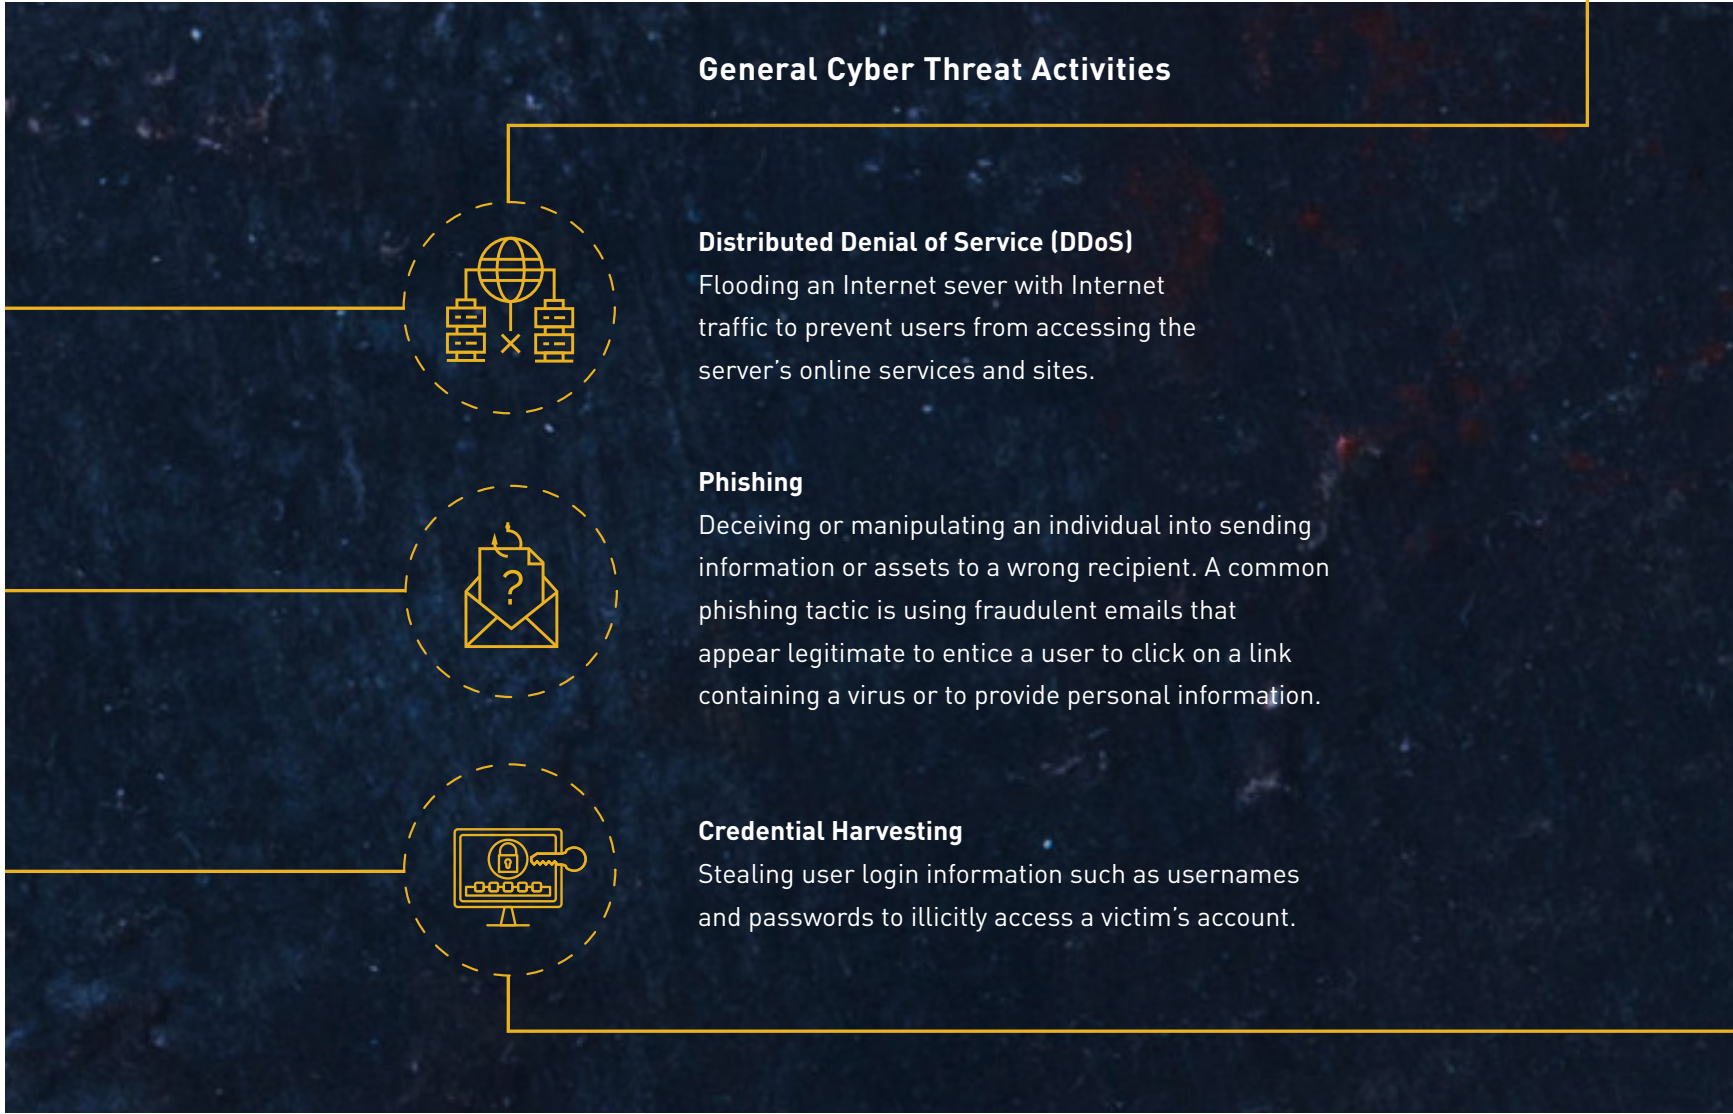 General Cyber Threat Activities
Distributed Denial of Service (DDoS)
Flooding an Internet sever with Internet
traffic to prevent users from accessing the
server’s online services and sites.
Phishing
Deceiving or manipulating an individual into sending
information or assets to a wrong recipient. A common
phishing tactic is using fraudulent emails that
appear legitimate to entice a user to click on a link
containing a virus or to provide personal information.
?
Credential Harvesting
Stealing user login information such as usernames
and passwords to illicitly access a victim’s account.